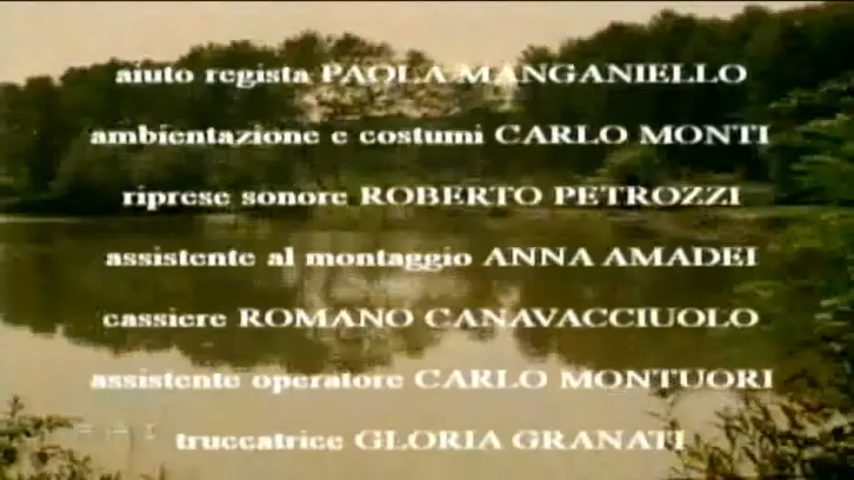 aiuto regista PAOLA MANGANIELLO
ambientazione e costumi CARLO MONTI
riprese sonore ROBERTO PETROZZI
assistente al montaggio ANNA AMADEI
cassiere ROMANO CANAVACCIUOLO
assistente operatore CARLO MONTUORI
truccatrice GLORIA GRANATI